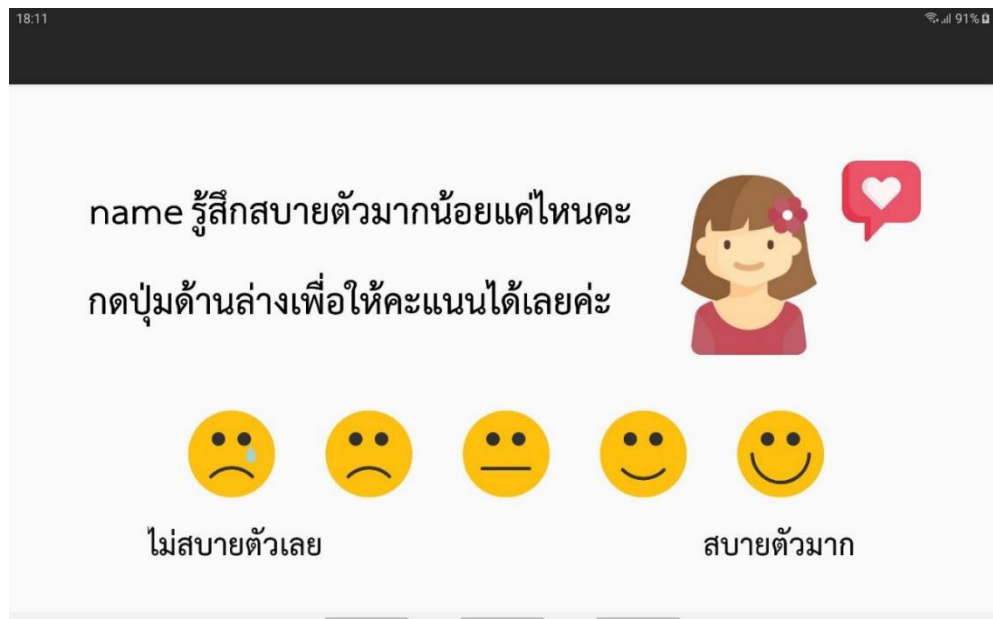 18:11
91%
name รู้สึกสบายตัวมากน้อยแค่ไหนคะ
กดปุ่มด้านล่างเพื่อให้คะแนนได้เลยค่ะ
ไม่สบายตัวเลย
สบายตัวมาก